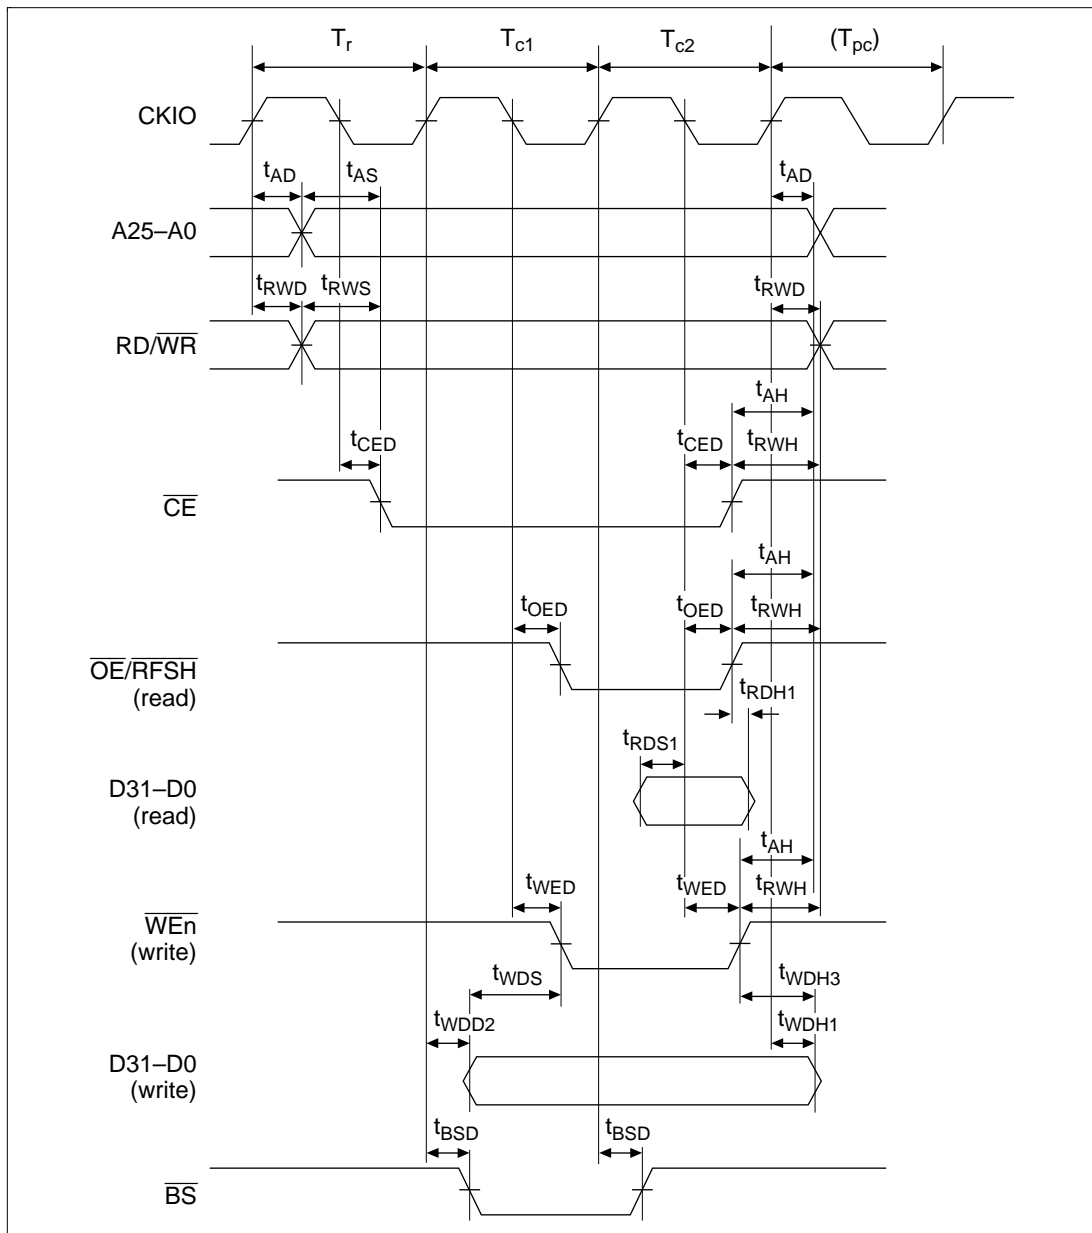 Tr Tc1 Tc2 (Tpc)
CKIO
tAD tAS tAD
A25–A0
tRWD tRWS tRWD
RD/WR
tAH
tCED tCED tRWH
CE
tAH
tOED tOED tRWH
OE/RFSH
(read)
tRDH1
tRDS1
D31–D0
(read)
tAH
tWED tWED tRWH
WEn
(write)
tWDS tWDH3
tWDD2 tWDH1
D31–D0
(write)
tBSD tBSD
BS